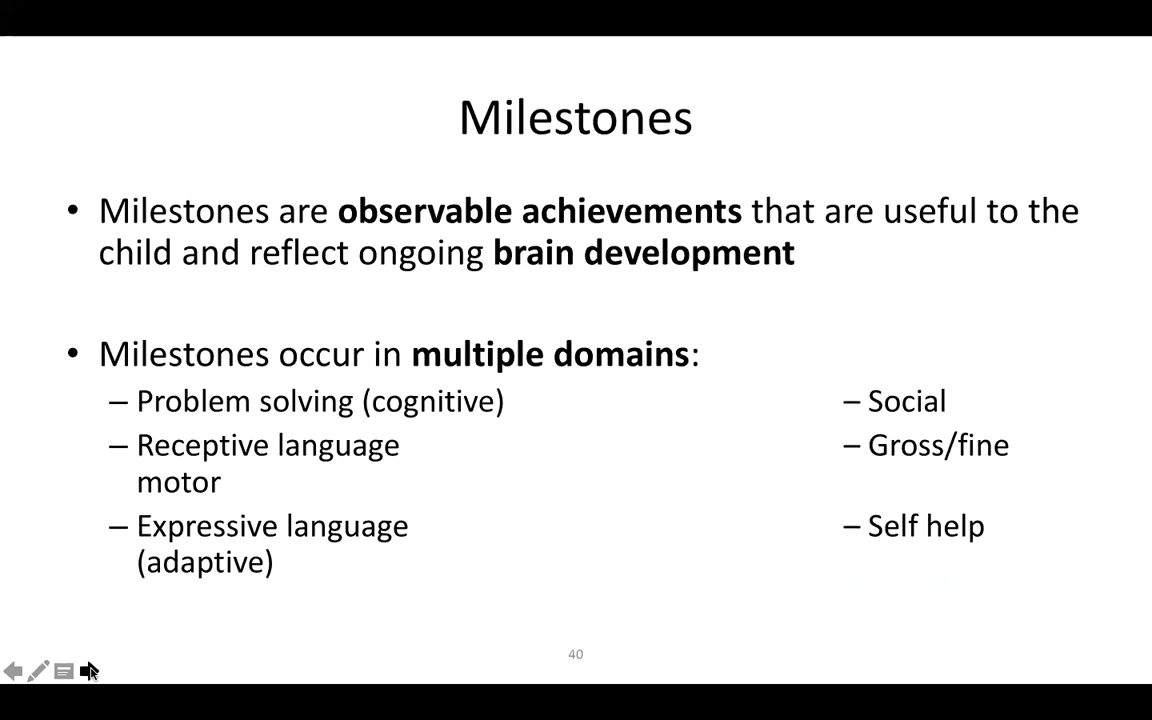 Milestones
• Milestones are observable achievements that are useful to the
child and reflect ongoing brain development
• Milestones occur in multiple domains:
– Problem solving (cognitive) – Social
– Receptive language – Gross/fine
motor
– Expressive language – Self help
(adaptive)
40